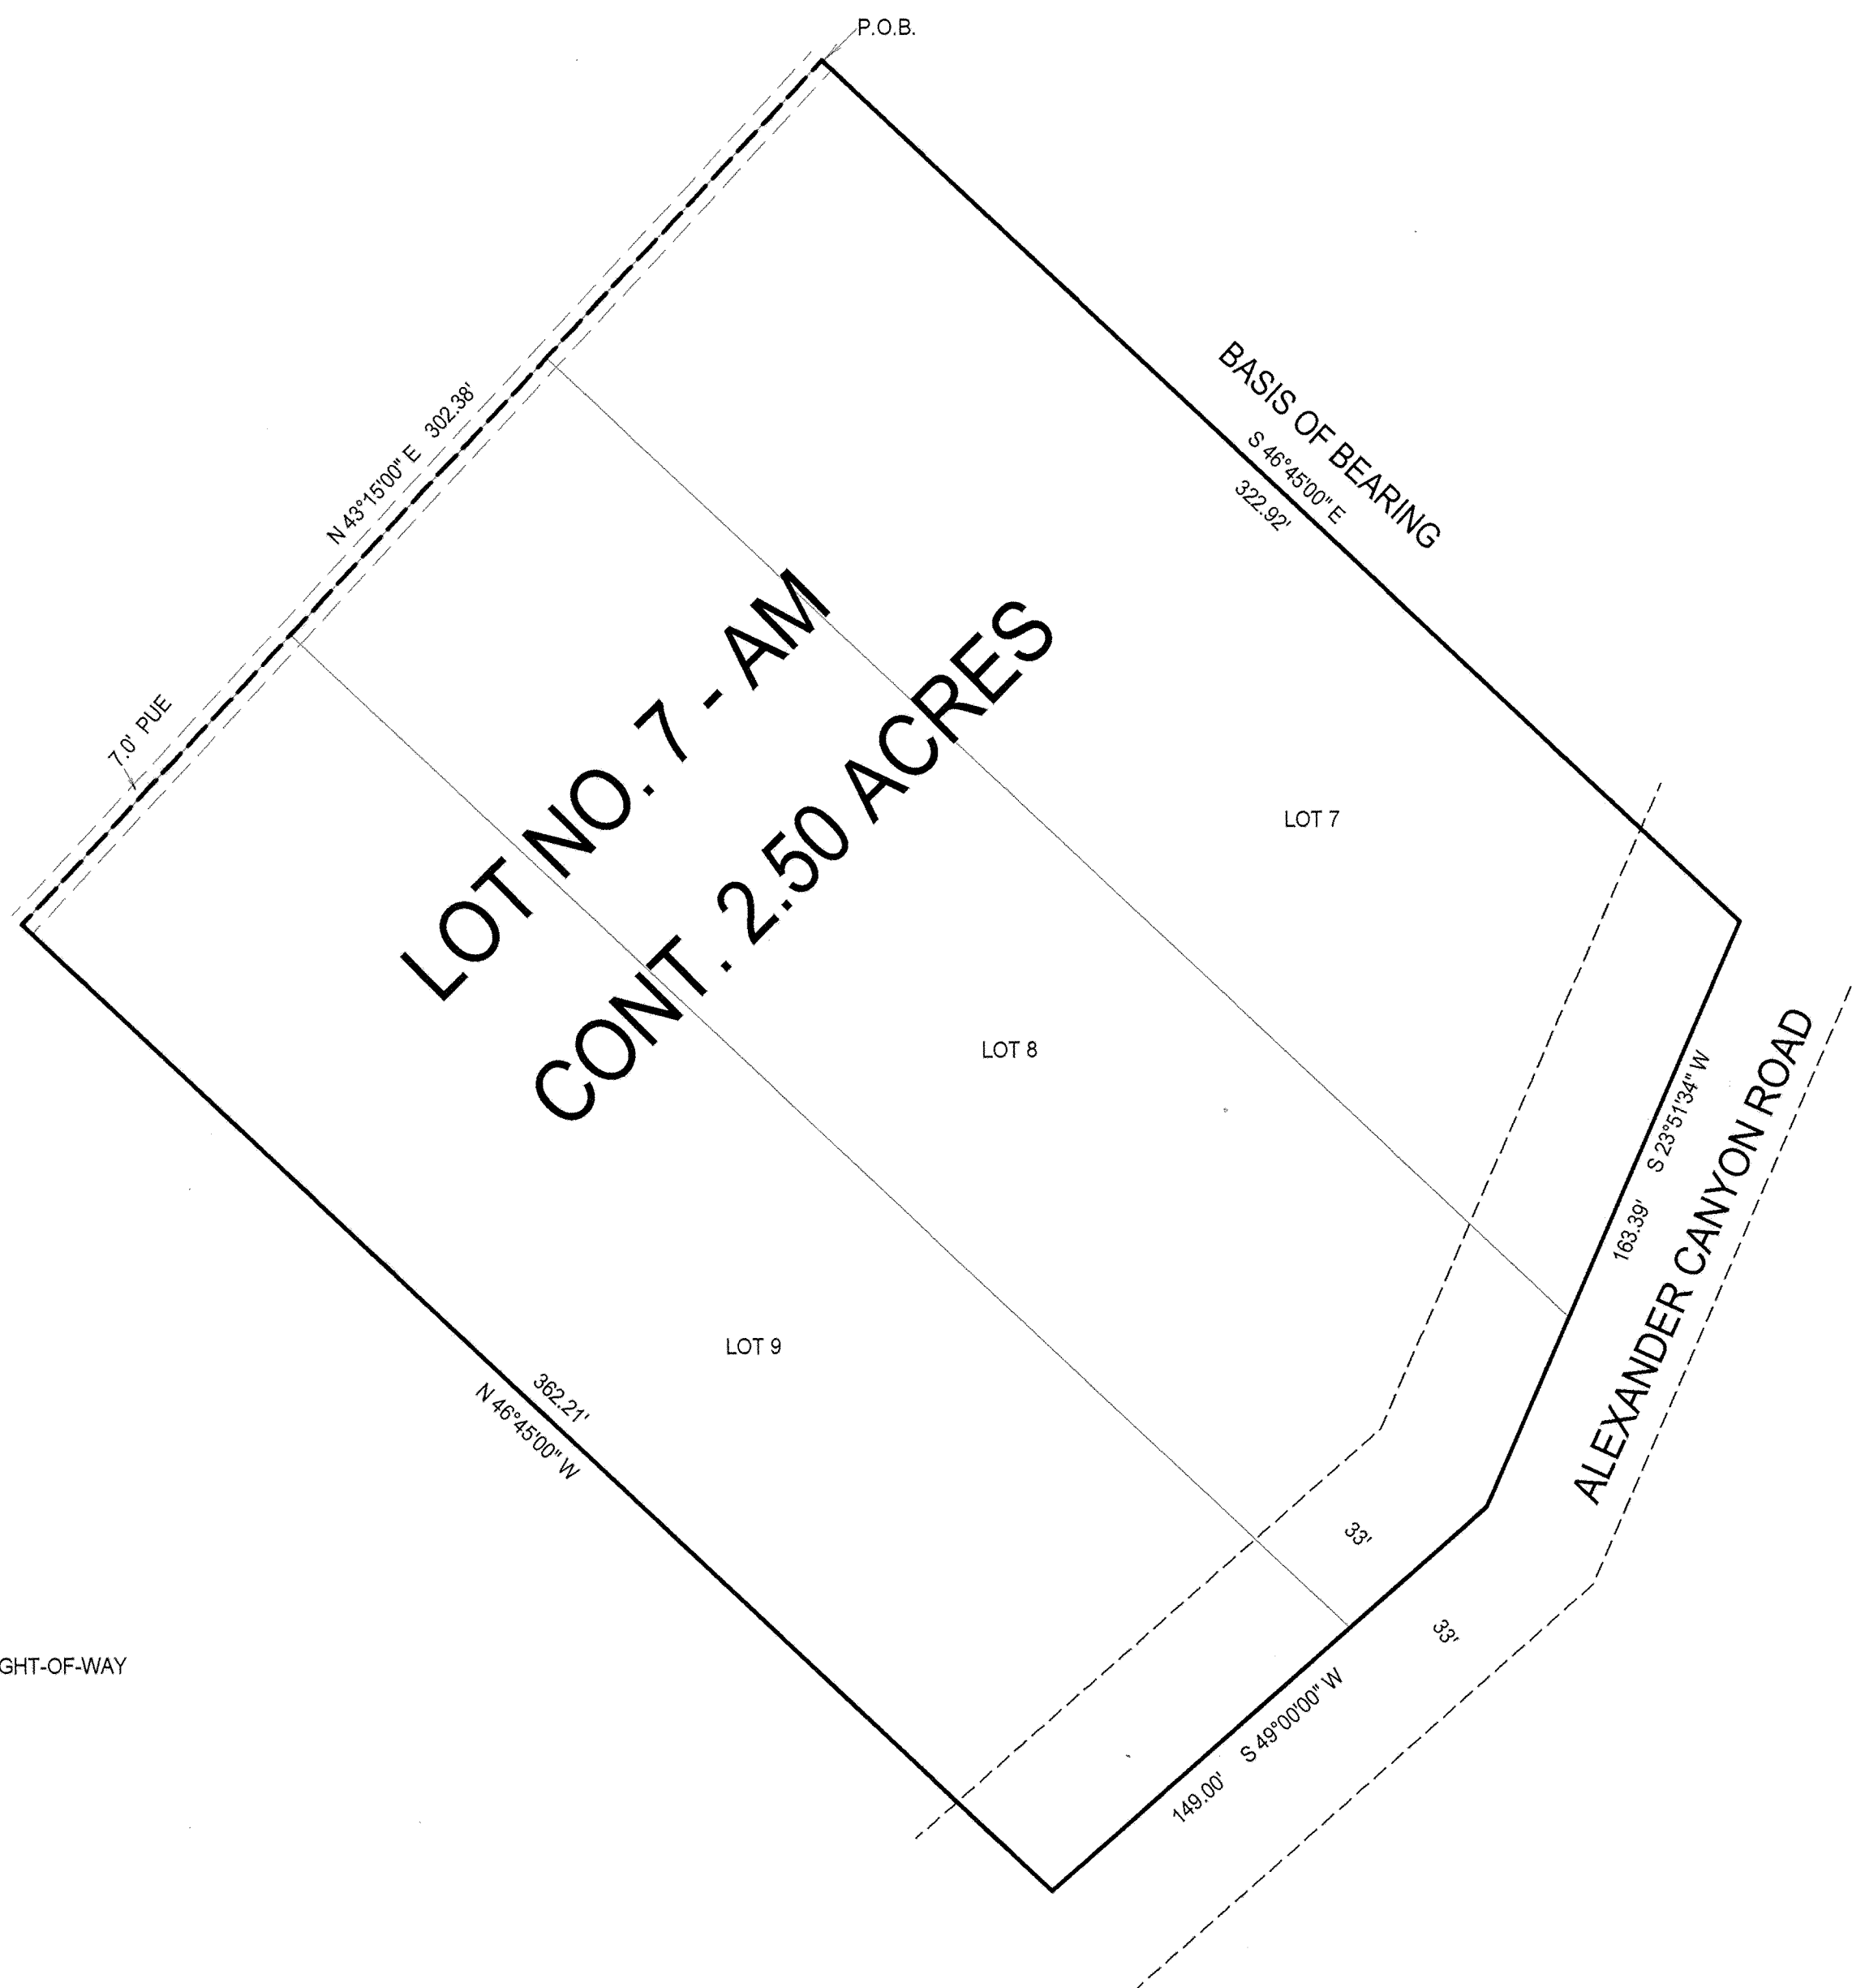 P.O.B.
BASIS OF BEARING
S 46°45'00" E
322.92'
N 43°15'00" E 302.38'
7.0' PUE
LOT NO. 7 - AM
CONT. 2.50 ACRES
LOT 7
LOT 8
LOT 9
163.39' S 23°51'34" W
ALEXANDER CANYON ROAD
362.21'
N 46°45'00" W
33'
33'
149.00' S 49°00'00" W
GHT-OF-WAY